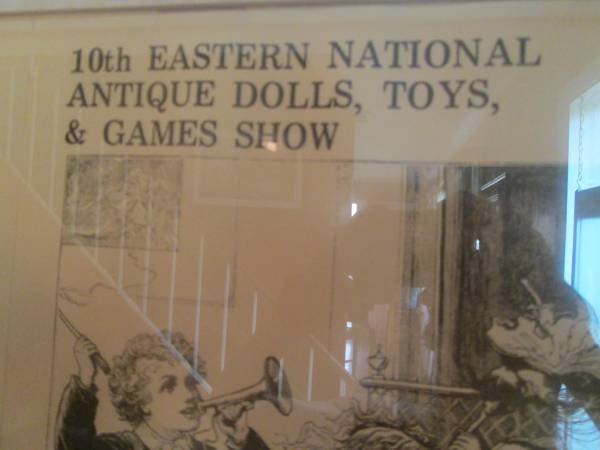 10th EASTERN NATIONAL
ANTIQUE DOLLS, TOYS,
& GAMES SHOW